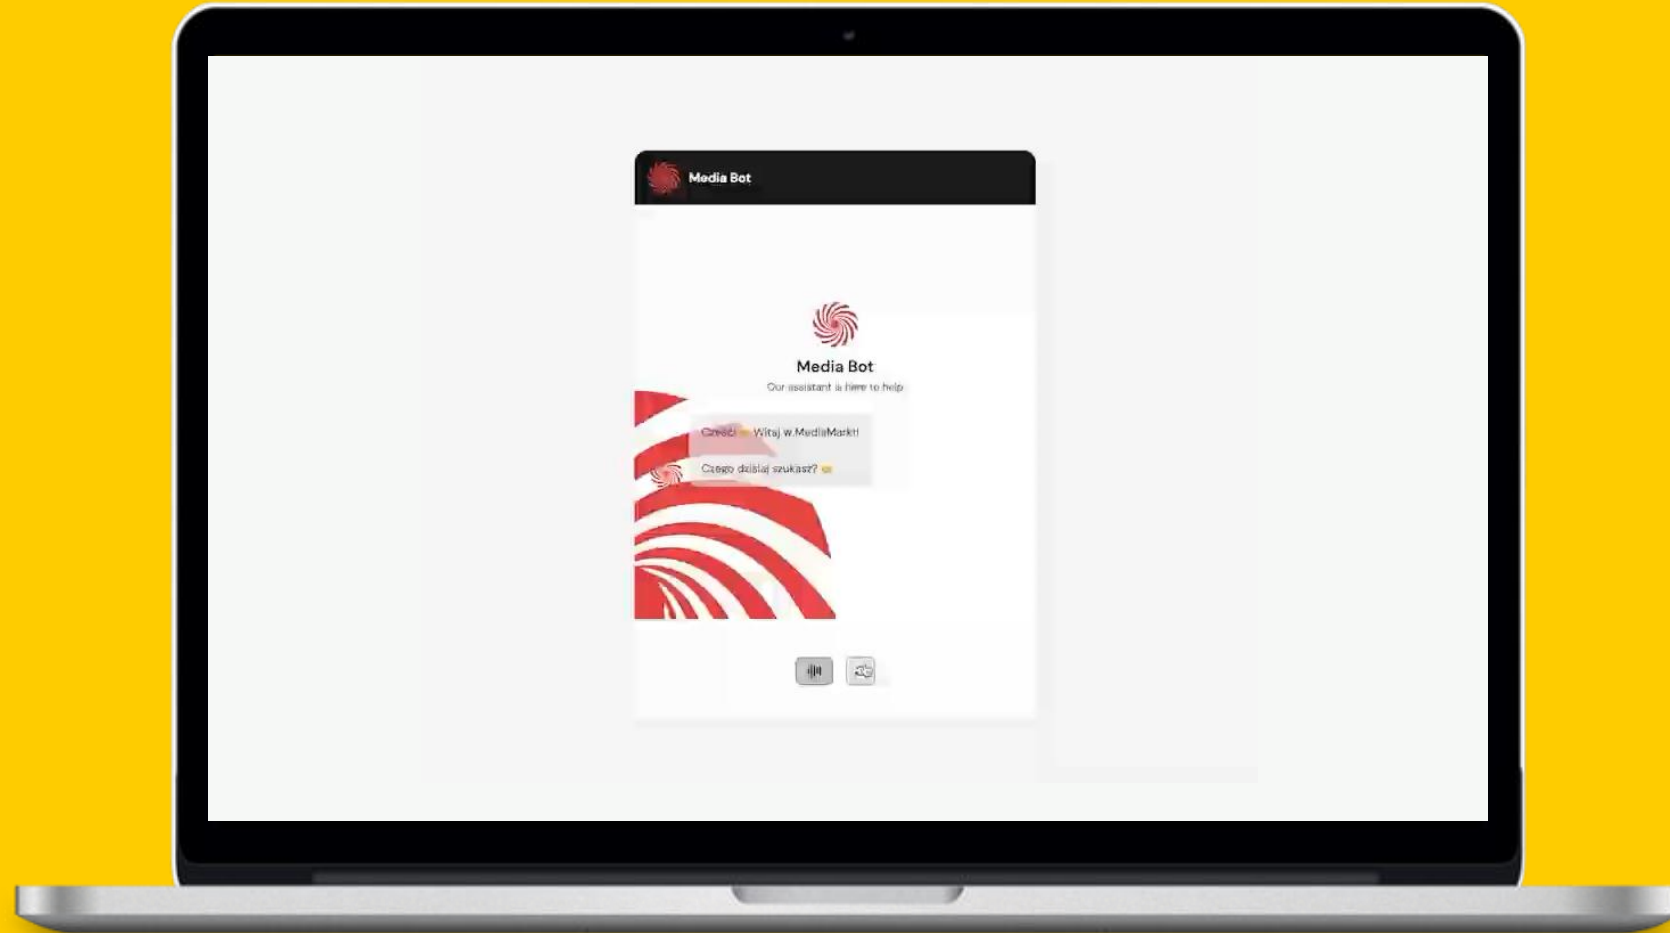 Media Bot
Media Bot
Our assistant is here to help
Cześć! Witaj w MediaMarkt!
Czego dzisiaj szukasz?